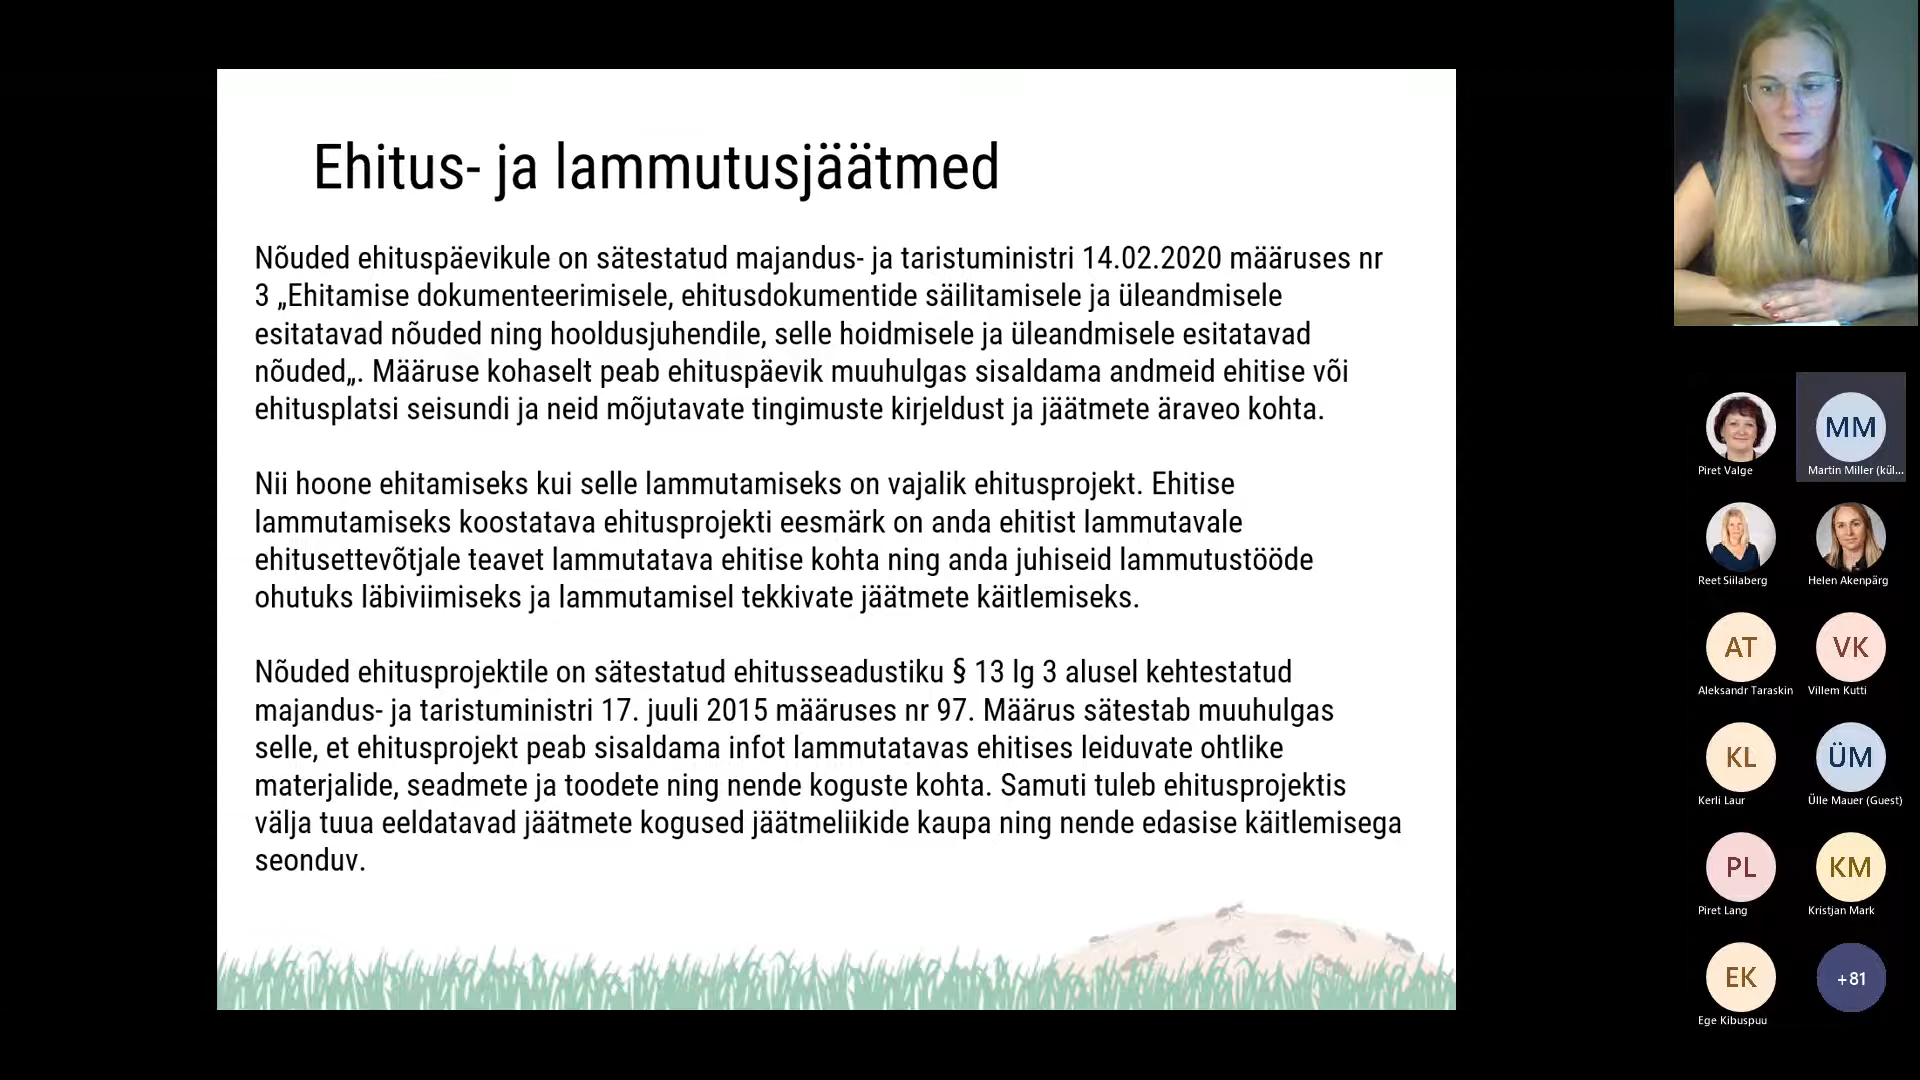 Ehitus- ja lammutusjäätmed
Nõuded ehituspäevikule on sätestatud majandus- ja taristuministri 14.02.2020 määruses nr
3 „Ehitamise dokumenteerimisele, ehitusdokumentide säilitamisele ja üleandmisele
esitatavad nõuded ning hooldusjuhendile, selle hoidmisele ja üleandmisele esitatavad
nõuded„. Määruse kohaselt peab ehituspäevik muuhulgas sisaldama andmeid ehitise või
ehitusplatsi seisundi ja neid mõjutavate tingimuste kirjeldust ja jäätmete äraveo kohta.
Nii hoone ehitamiseks kui selle lammutamiseks on vajalik ehitusprojekt. Ehitise
lammutamiseks koostatava ehitusprojekti eesmärk on anda ehitist lammutavale
ehitusettevõtjale teavet lammutatava ehitise kohta ning anda juhiseid lammutustööde
ohutuks läbiviimiseks ja lammutamisel tekkivate jäätmete käitlemiseks.
Nõuded ehitusprojektile on sätestatud ehitusseadustiku § 13 lg 3 alusel kehtestatud
majandus- ja taristuministri 17. juuli 2015 määruses nr 97. Määrus sätestab muuhulgas
selle, et ehitusprojekt peab sisaldama infot lammutatavas ehitises leiduvate ohtlike
materjalide, seadmete ja toodete ning nende koguste kohta. Samuti tuleb ehitusprojektis
välja tuua eeldatavad jäätmete kogused jäätmeliikide kaupa ning nende edasise käitlemisega
seonduv.
MM
Piret Valge
Martin Miller (kül...
Reet Siilaberg
Helen Akenpärg
AT
VK
Aleksandr Taraskin
Villem Kutti
KL
ÜM
Kerli Laur
Ülle Mauer (Guest)
PL
KM
Piret Lang
Kristjan Mark
EK
+81
Ege Kibuspuu